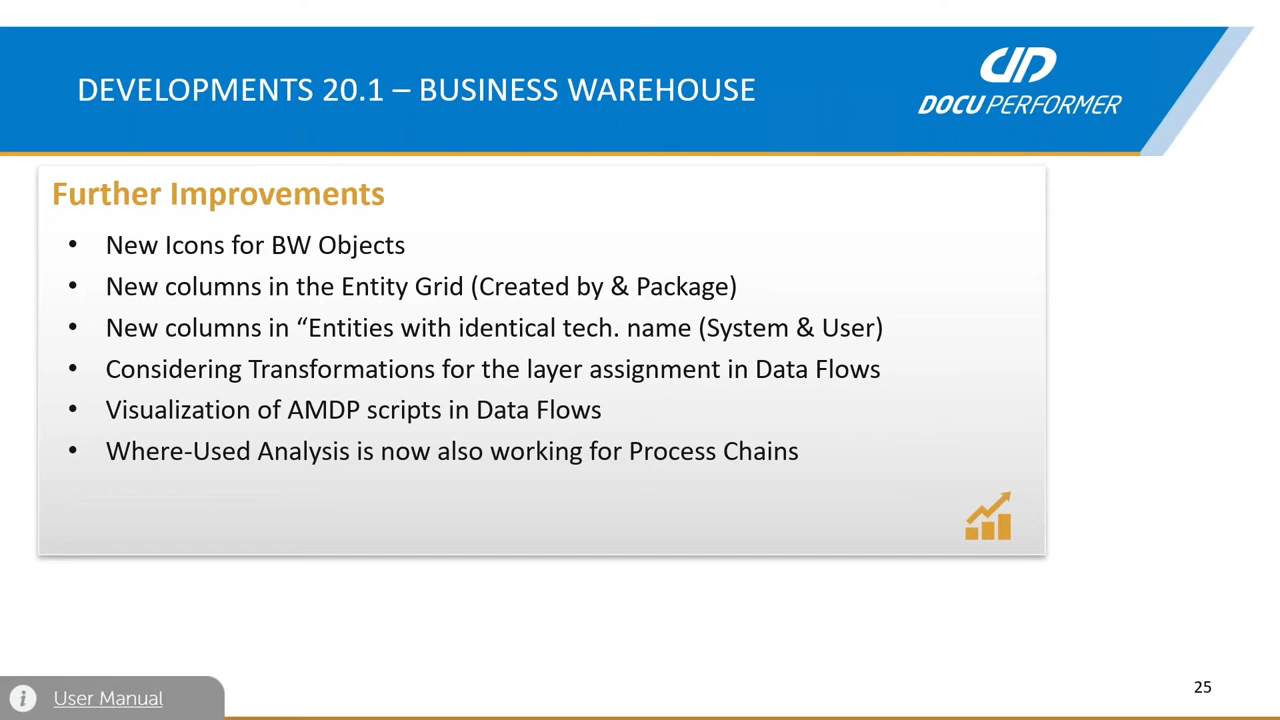 DEVELOPMENTS 20.1 – BUSINESS WAREHOUSE
DOCU PERFORMER
Further Improvements
• New Icons for BW Objects
• New columns in the Entity Grid (Created by & Package)
• New columns in “Entities with identical tech. name (System & User)
• Considering Transformations for the layer assignment in Data Flows
• Visualization of AMDP scripts in Data Flows
• Where-Used Analysis is now also working for Process Chains
User Manual
25